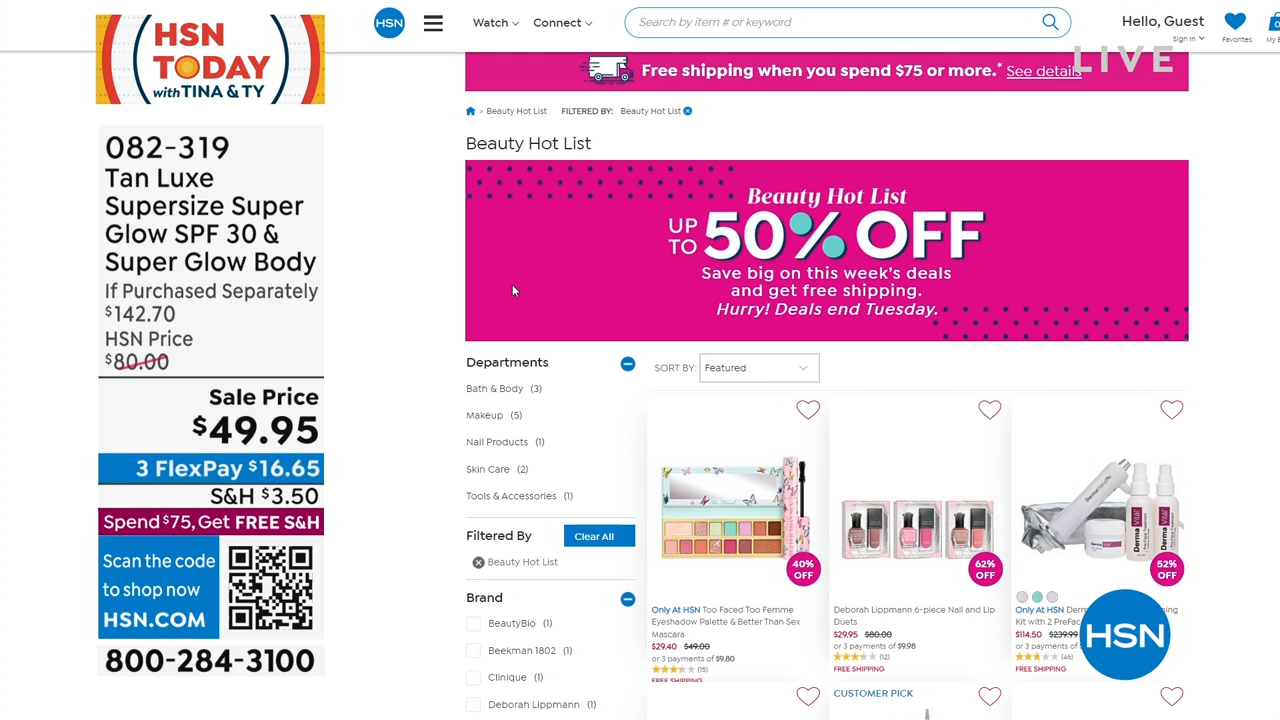 HSN
TODAY
with TINA & TY
082-319
Tan Luxe
Supersize Super
Glow SPF 30 &
Super Glow Body
If Purchased Separately
$142.70
HSN Price
$80.00
Sale Price
$49.95
3 FlexPay $16.65
S&H $3.50
Spend $75, Get FREE S&H
Scan the code
to shop now
HSN.COM
800-284-3100
HSN
Watch
Connect
Search by item # or keyword
Hello, Guest
Sign In
Favorites
My
LIVE
Free shipping when you spend $75 or more.* See details
> Beauty Hot List FILTERED BY: Beauty Hot List
Beauty Hot List
Beauty Hot List
UP TO 50% OFF
Save big on this week's deals
and get free shipping.
Hurry! Deals end Tuesday.
Departments
Bath & Body (3)
Makeup (5)
Nail Products (1)
Skin Care (2)
Tools & Accessories (1)
Filtered By
Clear All
Beauty Hot List
Brand
BeautyBio (1)
Beekman 1802 (1)
Clinique (1)
Deborah Lippmann (1)
SORT BY: Featured
40%
OFF
Only At HSN Too Faced Too Femme
Eyeshadow Palette & Better Than Sex
Mascara
$29.40 $49.00
or 3 payments of $9.80
(15)
FREE SHIPPING
62%
OFF
Deborah Lippmann 6-piece Nail and Lip
Duets
$29.95 $80.00
or 3 payments of $9.98
(12)
FREE SHIPPING
CUSTOMER PICK
DermaVital
DermaVital
DermaVital
52%
OFF
Only At HSN
Kit with 2
$114.50 $239.99
or 3 payments of $
(46)
FREE SHIPPING
HSN